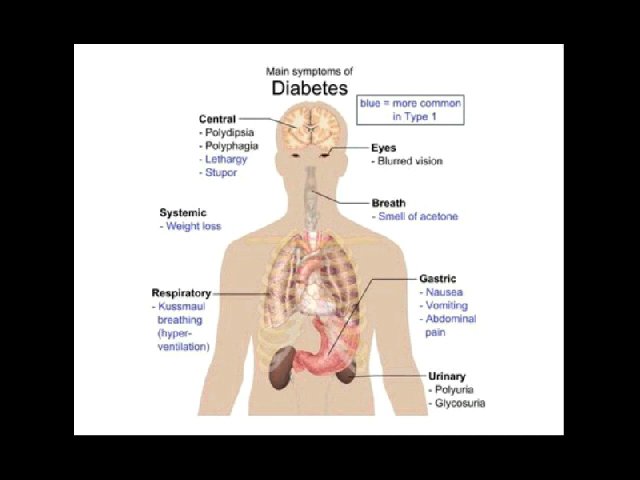 Main symptoms of
Diabetes
blue = more common
in Type 1
Central
- Polydipsia
- Polyphagia
- Lethargy
- Stupor
Eyes
- Blurred vision
Breath
- Smell of acetone
Systemic
- Weight loss
Gastric
- Nausea
- Vomiting
- Abdominal
pain
Respiratory
- Kussmaul
breathing
(hyper-
ventilation)
Urinary
- Polyuria
- Glycosuria